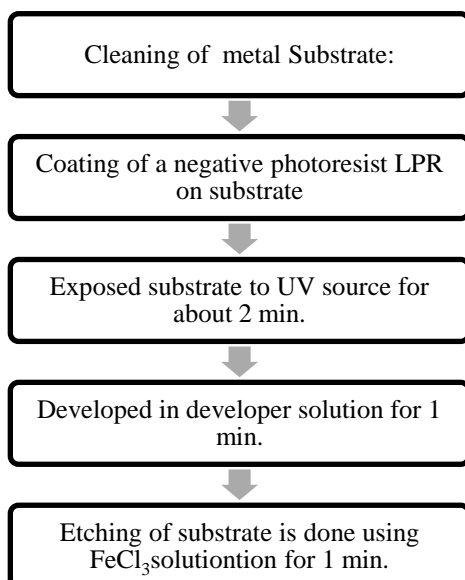 Cleaning of  metal Substrate:
Coating of a negative photoresist LPR
on substrate
Exposed substrate to UV source for
about 2 min.
Developed in developer solution for 1
min.
Etching of substrate is done using
FeCl₃solutiontion for 1 min.